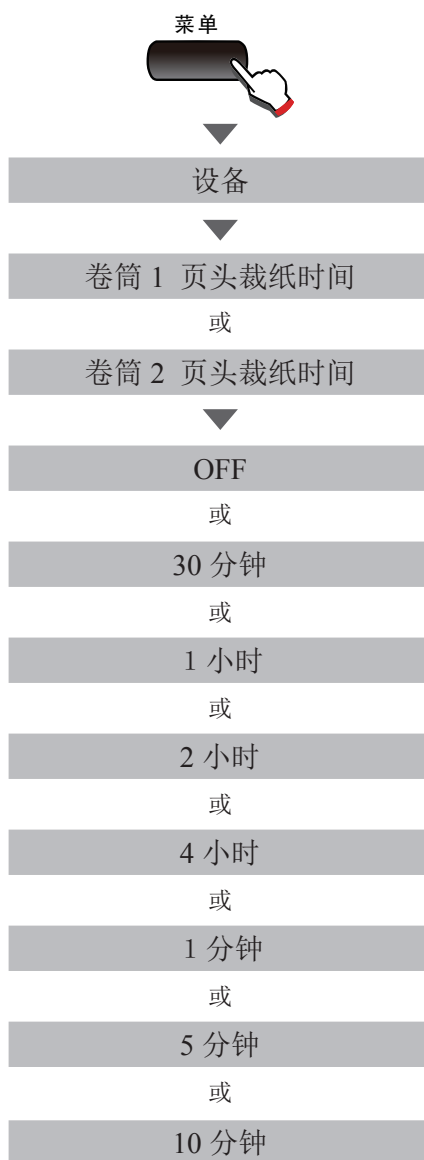 菜单
设备
卷筒 1 页头裁纸时间
或
卷筒 2 页头裁纸时间
OFF
或
30 分钟
或
1 小时
或
2 小时
或
4 小时
或
1 分钟
或
5 分钟
或
10 分钟